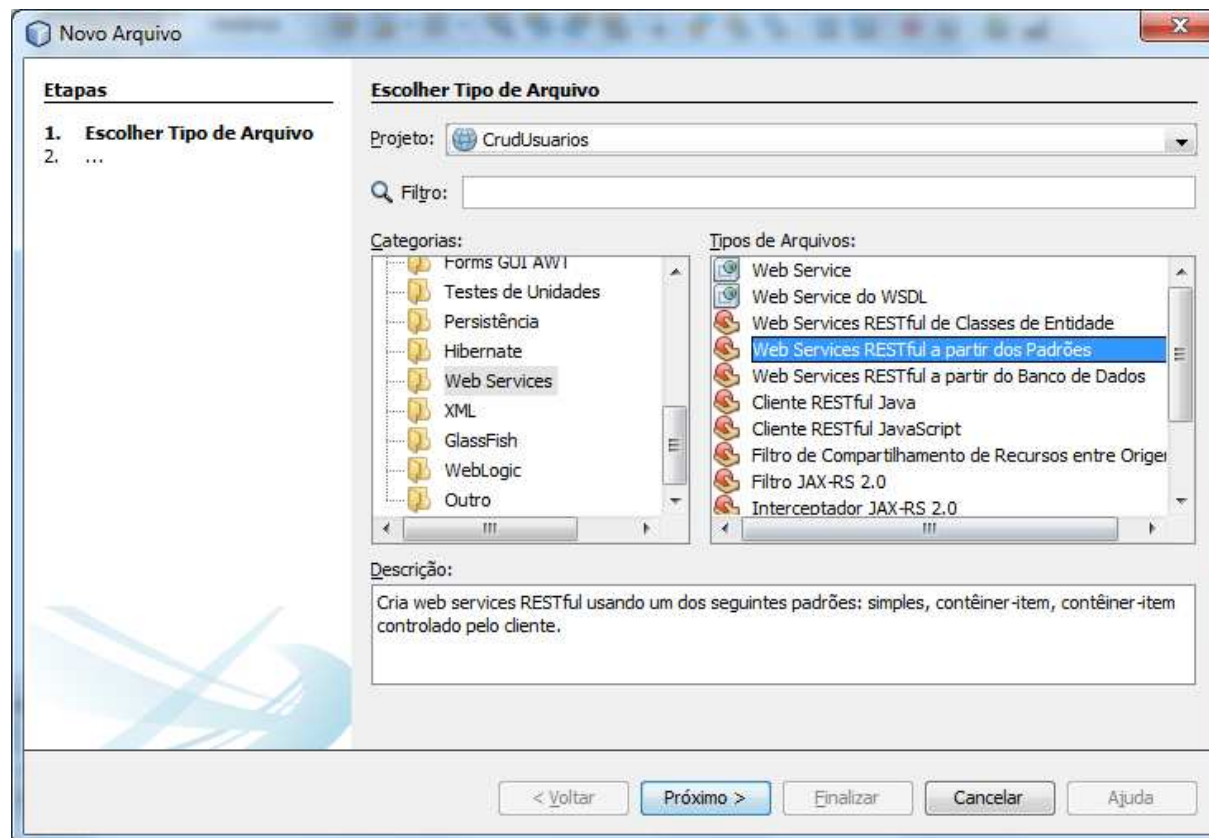 Novo Arquivo
Etapas
1. Escolher Tipo de Arquivo
2. ...
Escolher Tipo de Arquivo
Projeto: CrudUsuarios
Filtro:
Categorias:
Forms GUI AWT
Testes de Unidades
Persistência
Hibernate
Web Services
XML
GlassFish
WebLogic
Outro
Tipos de Arquivos:
Web Service
Web Service do WSDL
Web Services RESTful de Classes de Entidade
Web Services RESTful a partir dos Padrões
Web Services RESTful a partir do Banco de Dados
Cliente RESTful Java
Cliente RESTful JavaScript
Filtro de Compartilhamento de Recursos entre Origen
Filtro JAX-RS 2.0
Interceptador JAX-RS 2.0
Descrição:
Cria web services RESTful usando um dos seguintes padrões: simples, contêiner-item, contêiner-item
controlado pelo cliente.
< Voltar
Próximo >
Finalizar
Cancelar
Ajuda